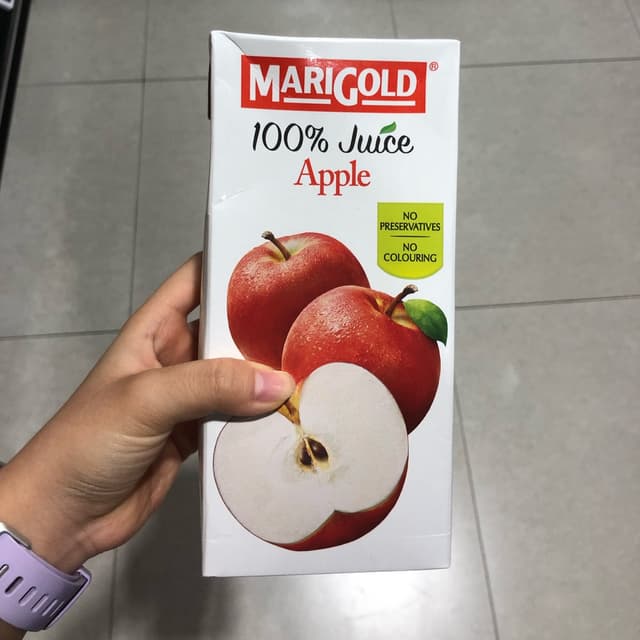 MARIGOLD®
100% Juice
Apple
NO
PRESERVATIVES
NO
COLOURING